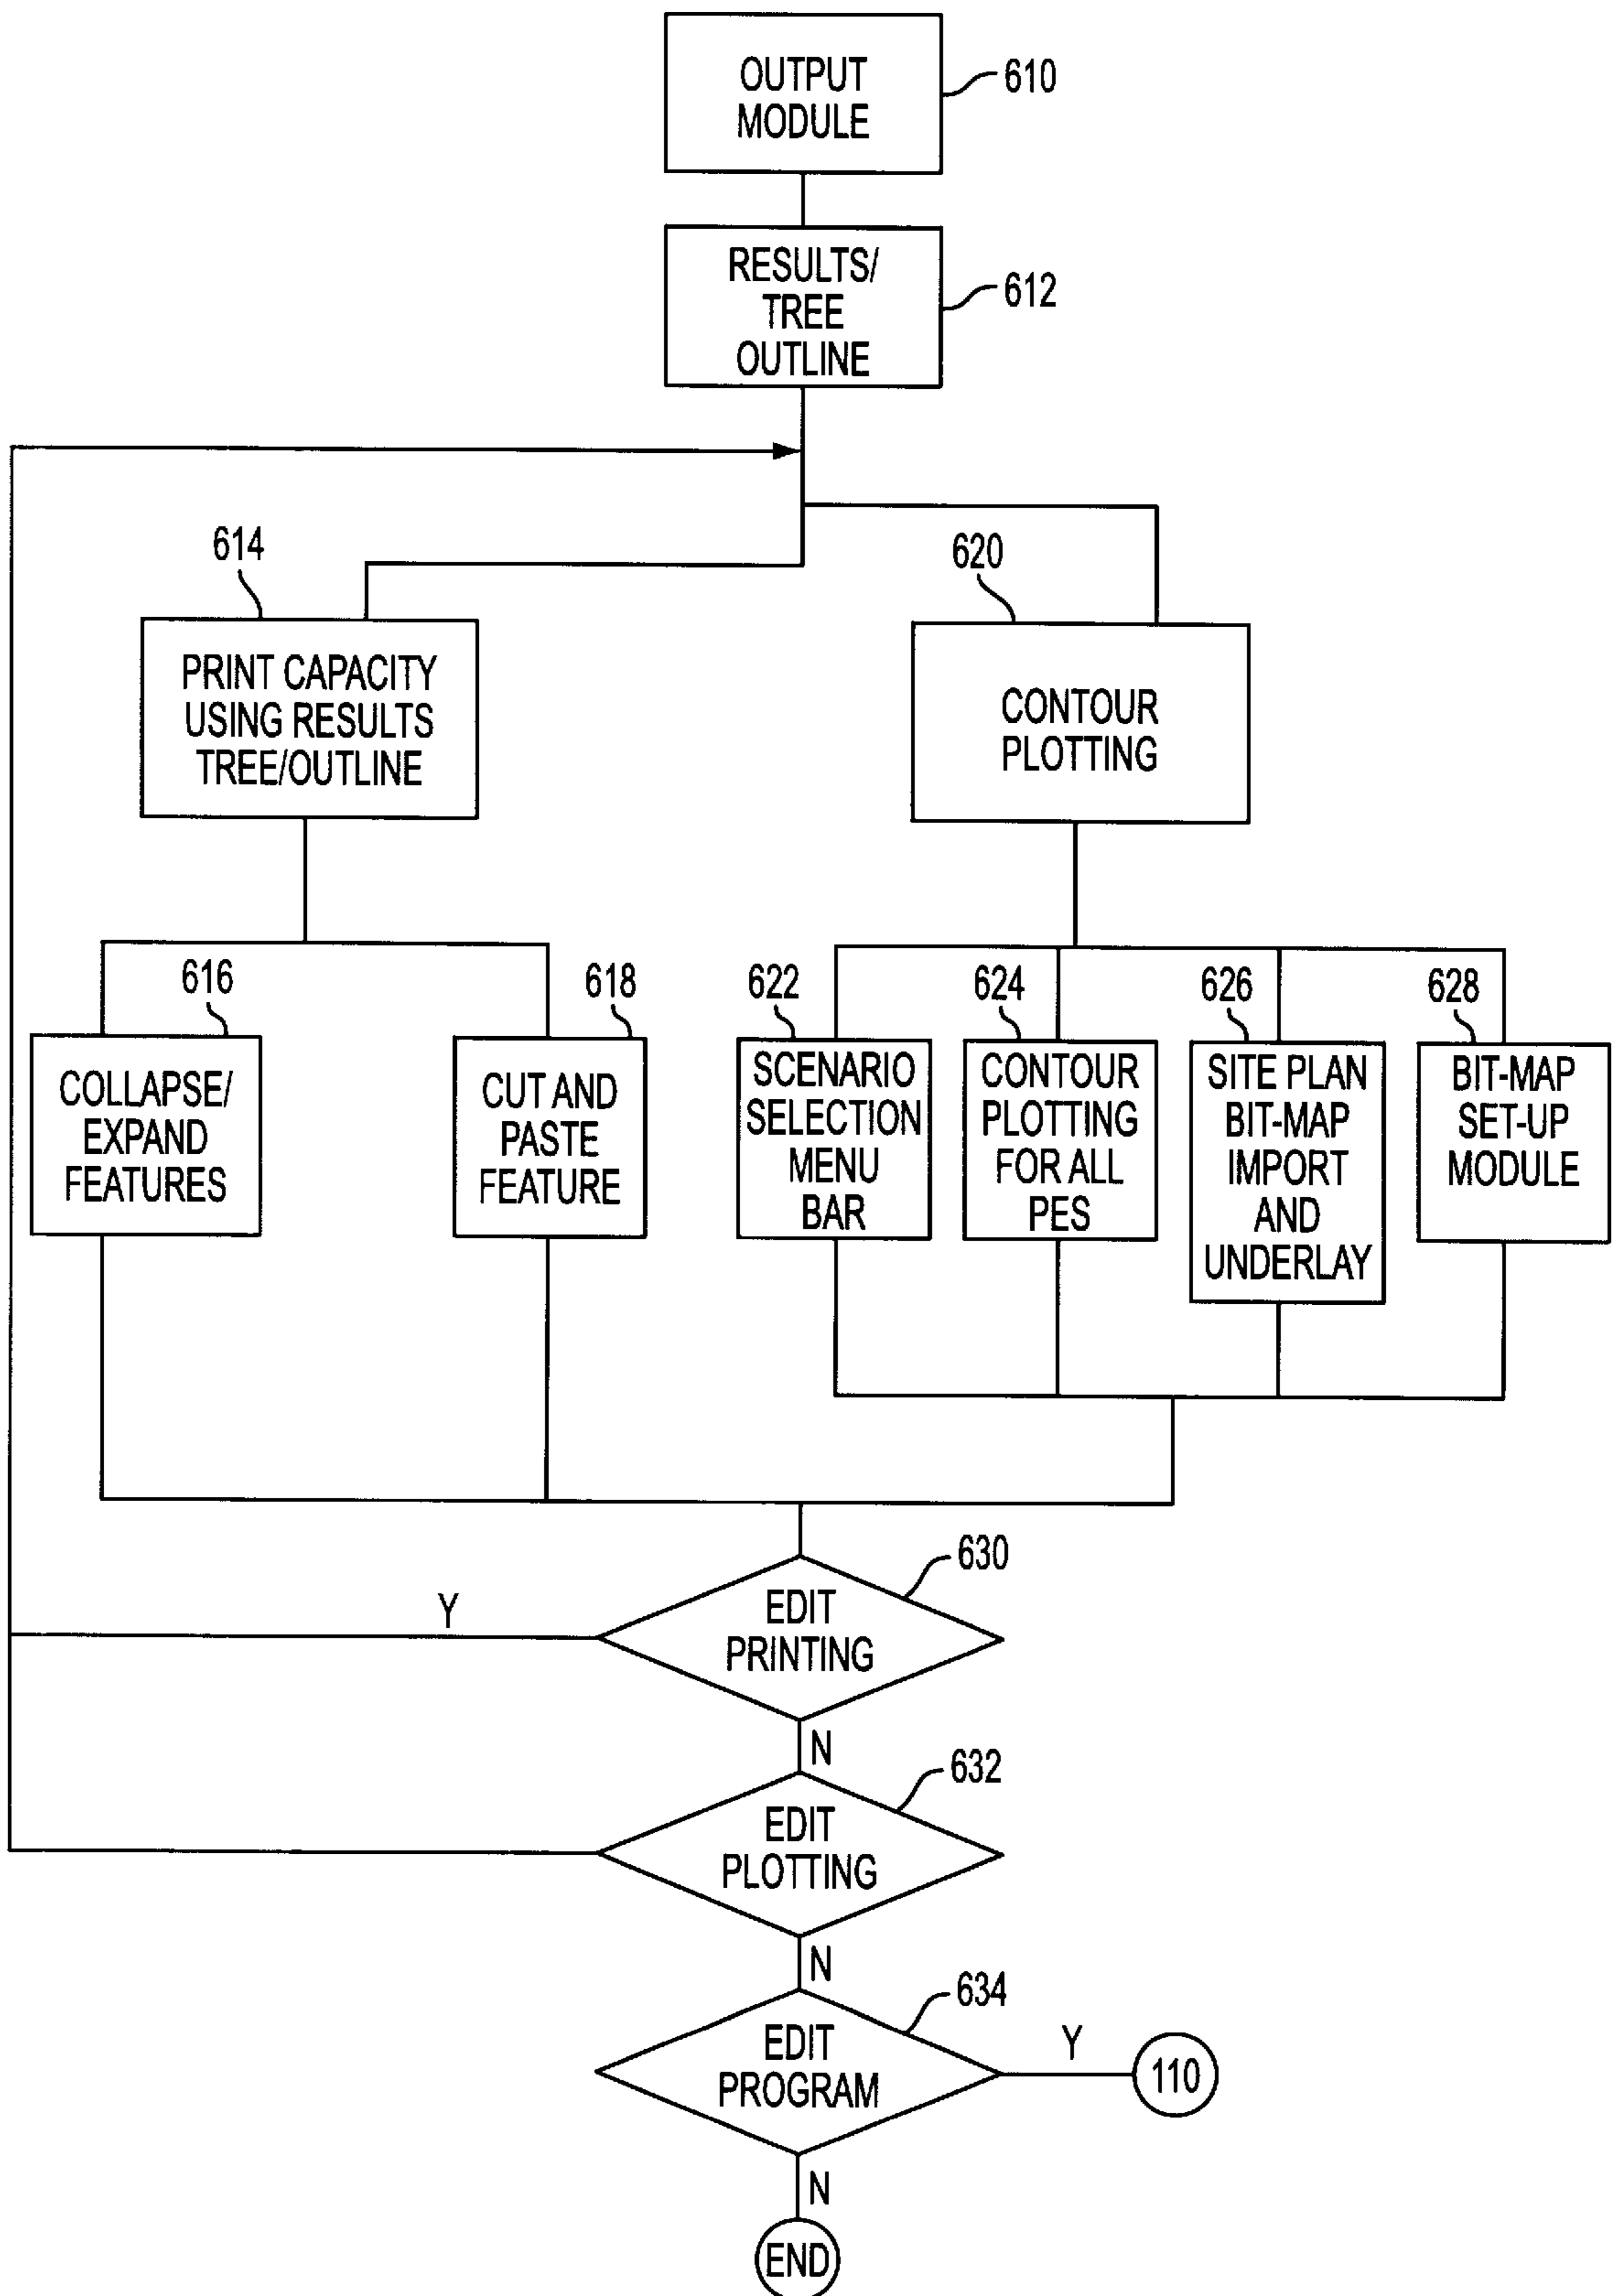 OUTPUT
MODULE
610
RESULTS/
TREE
OUTLINE
612
614
PRINT CAPACITY
USING RESULTS
TREE/OUTLINE
620
CONTOUR
PLOTTING
616
COLLAPSE/
EXPAND
FEATURES
618
CUT AND
PASTE
FEATURE
622
SCENARIO
SELECTION
MENU
BAR
624
CONTOUR
PLOTTING
FOR ALL
PES
626
SITE PLAN
BIT-MAP
IMPORT
AND
UNDERLAY
628
BIT-MAP
SET-UP
MODULE
630
EDIT
PRINTING
Y
N
632
EDIT
PLOTTING
N
634
EDIT
PROGRAM
Y
110
N
END